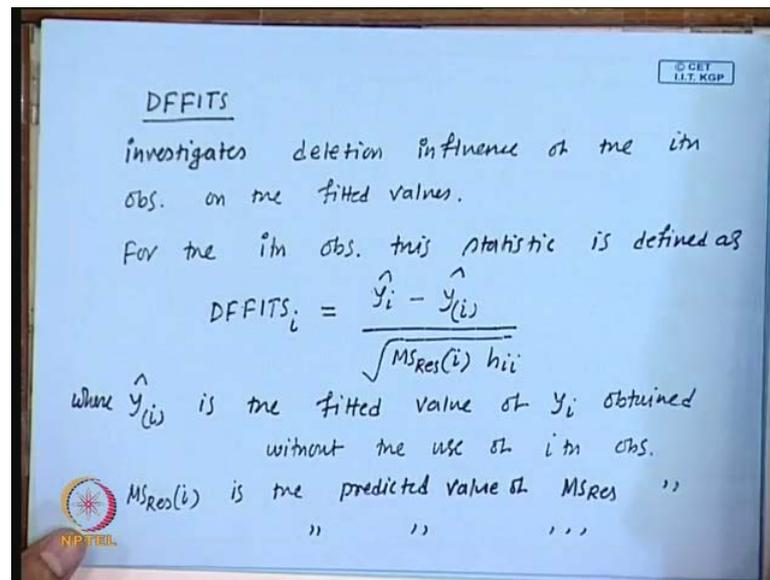 © CET
I.I.T. KGP
DFFITS
investigates deletion influence of the ith
obs. on the fitted values.
For the ith obs. this statistic is defined as
DFFITS_i = (ŷ_i - ŷ_(i)) / √(MS_Res(i) h_ii)
where ŷ_(i) is the fitted value of y_i obtained
without the use of i th obs.
MS_Res(i) is the predicted value of MS_Res ,,
,, ,, ,,,
NPTEL